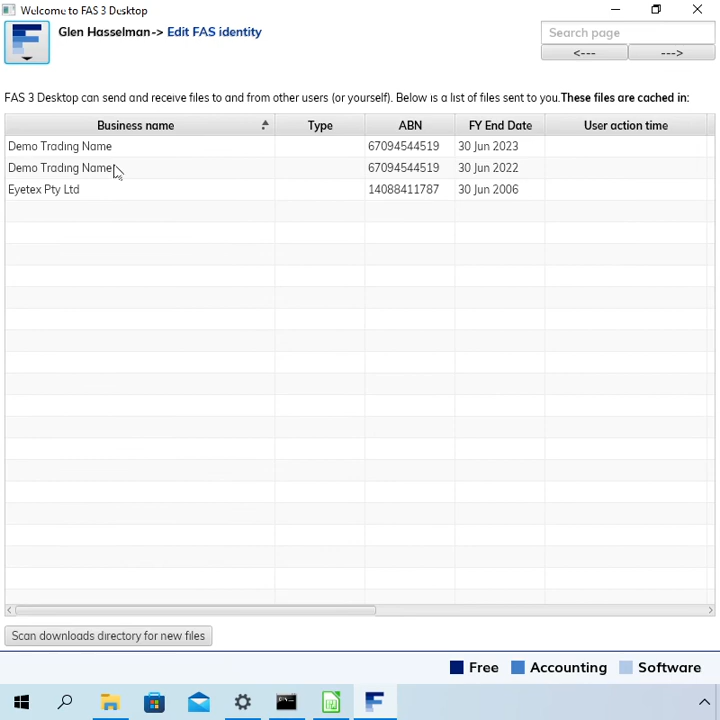 Welcome to FAS 3 Desktop
Glen Hasselman-> Edit FAS identity
Search page
<---
--->
FAS 3 Desktop can send and receive files to and from other users (or yourself). Below is a list of files sent to you.These files are cached in:
Business name Type ABN FY End Date User action time
Demo Trading Name 67094544519 30 Jun 2023
Demo Trading Name 67094544519 30 Jun 2022
Eyetex Pty Ltd 14088411787 30 Jun 2006
Scan downloads directory for new files
Free Accounting Software